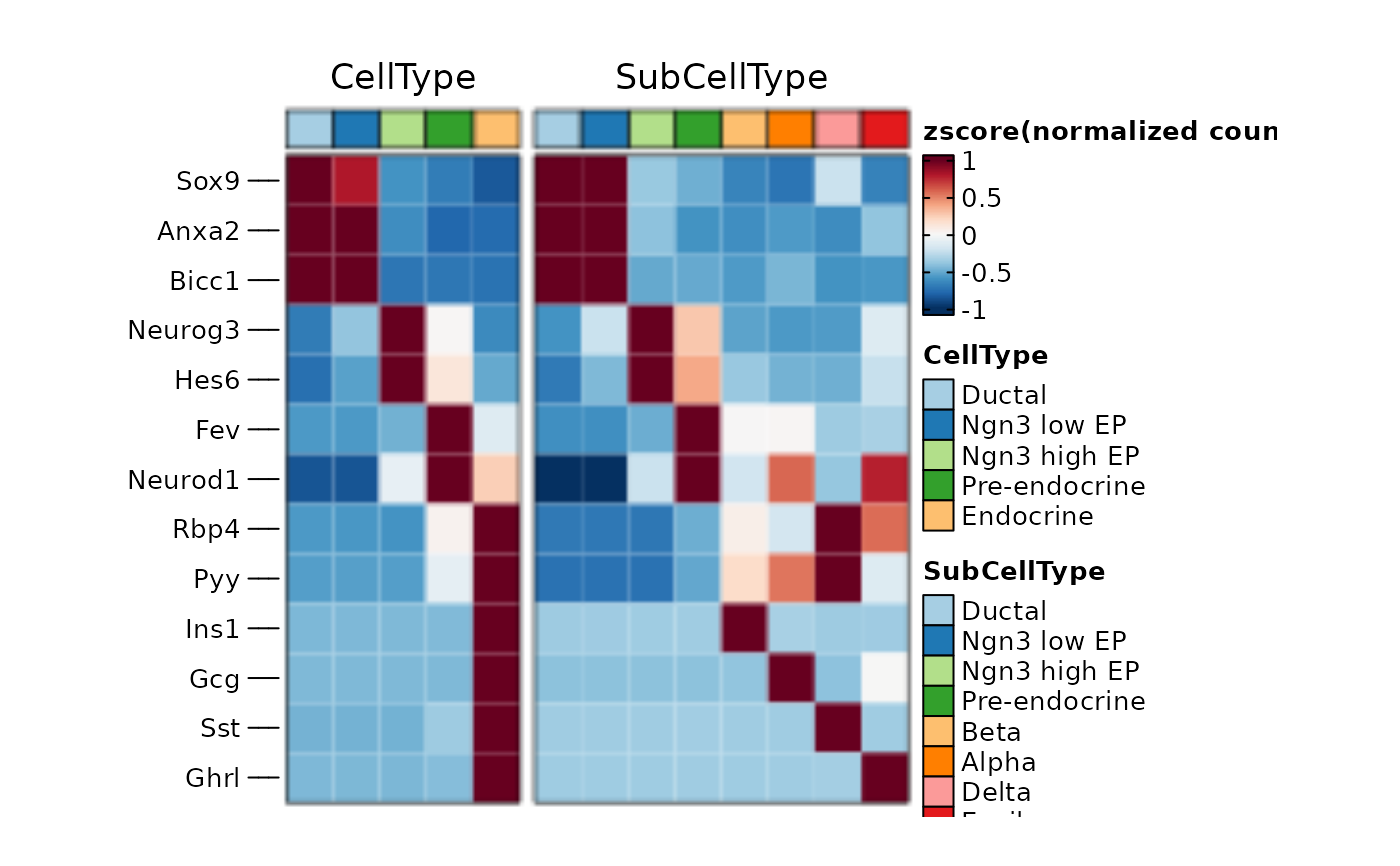 CellType SubCellType
zscore(normalized coun
1
0.5
0
-0.5
-1
Sox9
Anxa2
Bicc1
Neurog3
Hes6
Fev
Neurod1
Rbp4
Pyy
Ins1
Gcg
Sst
Ghrl
CellType
Ductal
Ngn3 low EP
Ngn3 high EP
Pre-endocrine
Endocrine
SubCellType
Ductal
Ngn3 low EP
Ngn3 high EP
Pre-endocrine
Beta
Alpha
Delta